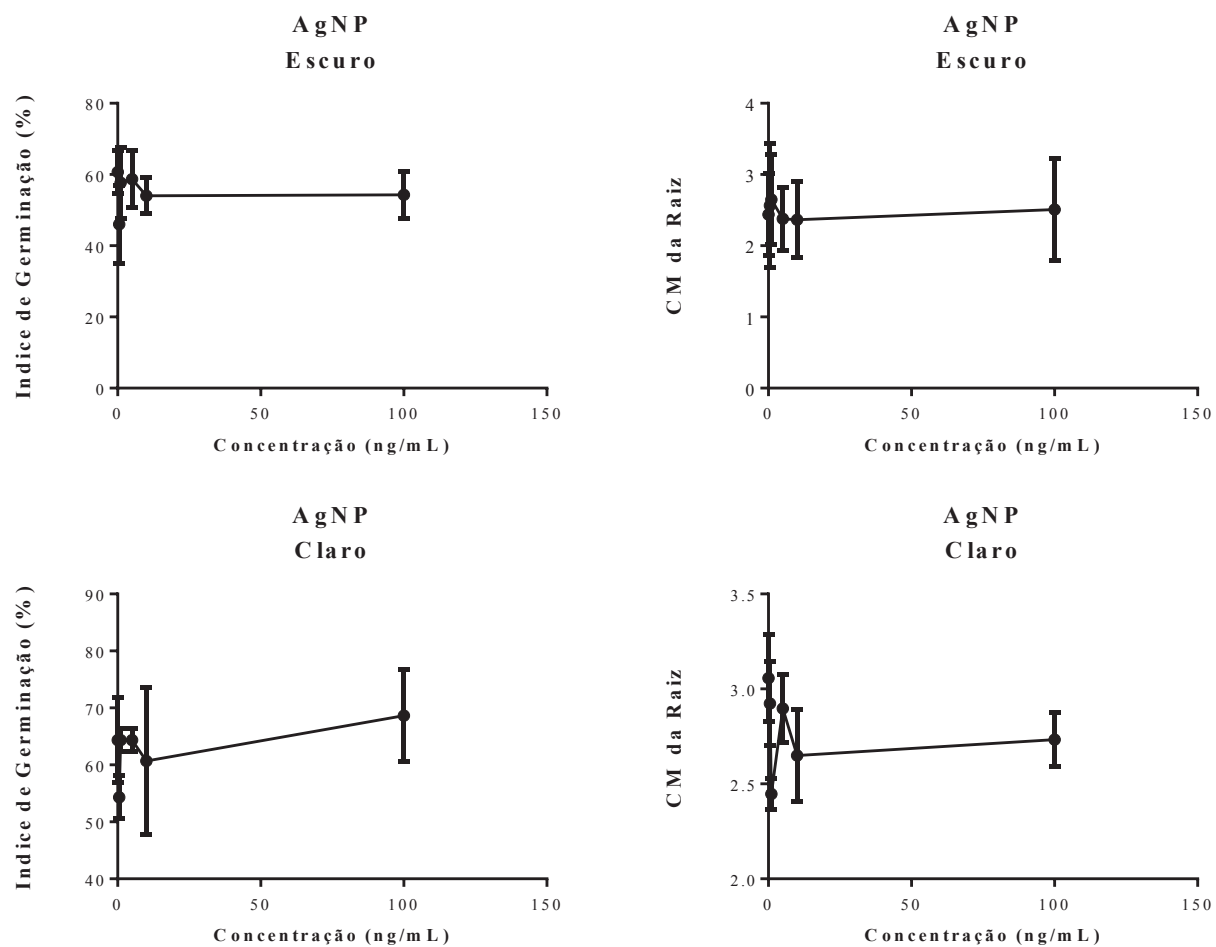 AgNP
Escuro
Indice de Germinação (%)
80
60
40
20
0
0 50 100 150
Concentração (ng/mL)
AgNP
Escuro
CM da Raiz
4
3
2
1
0
0 50 100 150
Concentração (ng/mL)
AgNP
Claro
Indice de Germinação (%)
90
80
70
60
50
40
0 50 100 150
Concentração (ng/mL)
AgNP
Claro
CM da Raiz
3.5
3.0
2.5
2.0
0 50 100 150
Concentração (ng/mL)